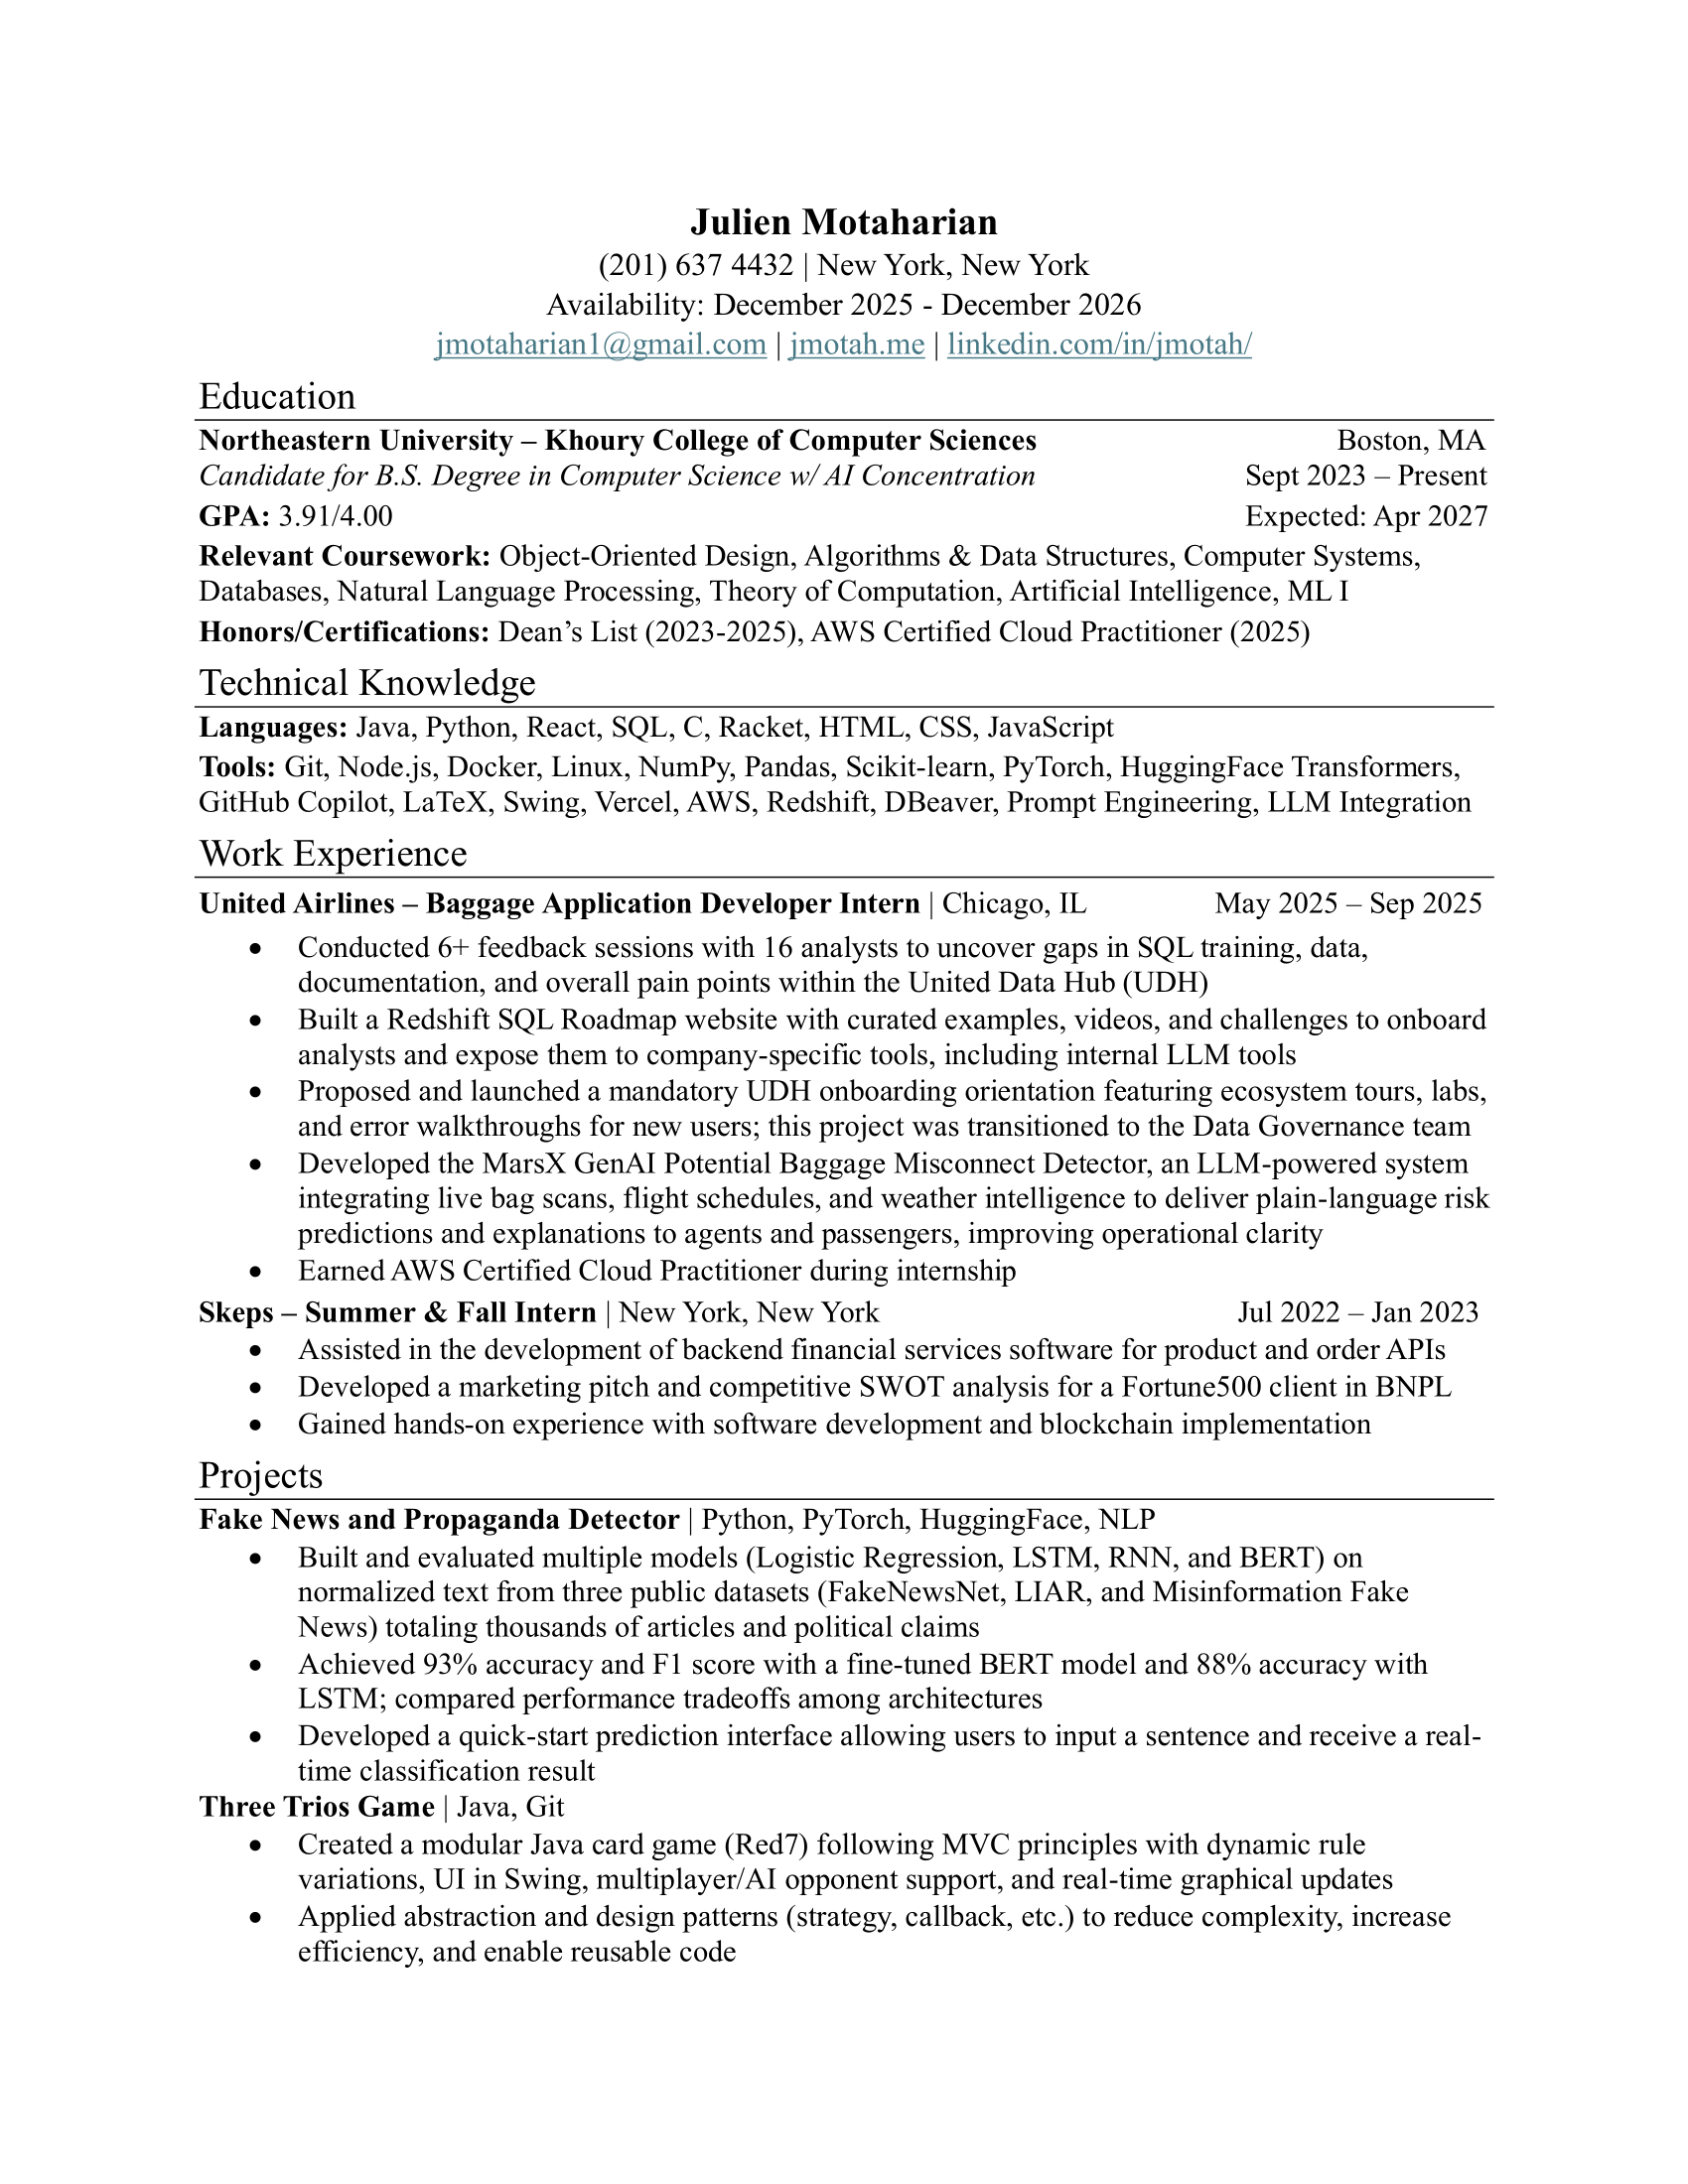 Julien Motaharian
(201) 637 4432 | New York, New York
Availability: December 2025 - December 2026
jmotaharian1@gmail.com | jmotah.me | linkedin.com/in/jmotah/
Education
Northeastern University – Khoury College of Computer Sciences Boston, MA
Candidate for B.S. Degree in Computer Science w/ AI Concentration Sept 2023 – Present
GPA: 3.91/4.00 Expected: Apr 2027
Relevant Coursework: Object-Oriented Design, Algorithms & Data Structures, Computer Systems,
Databases, Natural Language Processing, Theory of Computation, Artificial Intelligence, ML I
Honors/Certifications: Dean’s List (2023-2025), AWS Certified Cloud Practitioner (2025)
Technical Knowledge
Languages: Java, Python, React, SQL, C, Racket, HTML, CSS, JavaScript
Tools: Git, Node.js, Docker, Linux, NumPy, Pandas, Scikit-learn, PyTorch, HuggingFace Transformers,
GitHub Copilot, LaTeX, Swing, Vercel, AWS, Redshift, DBeaver, Prompt Engineering, LLM Integration
Work Experience
United Airlines – Baggage Application Developer Intern | Chicago, IL May 2025 – Sep 2025
• Conducted 6+ feedback sessions with 16 analysts to uncover gaps in SQL training, data,
documentation, and overall pain points within the United Data Hub (UDH)
• Built a Redshift SQL Roadmap website with curated examples, videos, and challenges to onboard
analysts and expose them to company-specific tools, including internal LLM tools
• Proposed and launched a mandatory UDH onboarding orientation featuring ecosystem tours, labs,
and error walkthroughs for new users; this project was transitioned to the Data Governance team
• Developed the MarsX GenAI Potential Baggage Misconnect Detector, an LLM-powered system
integrating live bag scans, flight schedules, and weather intelligence to deliver plain-language risk
predictions and explanations to agents and passengers, improving operational clarity
• Earned AWS Certified Cloud Practitioner during internship
Skeps – Summer & Fall Intern | New York, New York Jul 2022 – Jan 2023
• Assisted in the development of backend financial services software for product and order APIs
• Developed a marketing pitch and competitive SWOT analysis for a Fortune500 client in BNPL
• Gained hands-on experience with software development and blockchain implementation
Projects
Fake News and Propaganda Detector | Python, PyTorch, HuggingFace, NLP
• Built and evaluated multiple models (Logistic Regression, LSTM, RNN, and BERT) on
normalized text from three public datasets (FakeNewsNet, LIAR, and Misinformation Fake
News) totaling thousands of articles and political claims
• Achieved 93% accuracy and F1 score with a fine-tuned BERT model and 88% accuracy with
LSTM; compared performance tradeoffs among architectures
• Developed a quick-start prediction interface allowing users to input a sentence and receive a real-
time classification result
Three Trios Game | Java, Git
• Created a modular Java card game (Red7) following MVC principles with dynamic rule
variations, UI in Swing, multiplayer/AI opponent support, and real-time graphical updates
• Applied abstraction and design patterns (strategy, callback, etc.) to reduce complexity, increase
efficiency, and enable reusable code